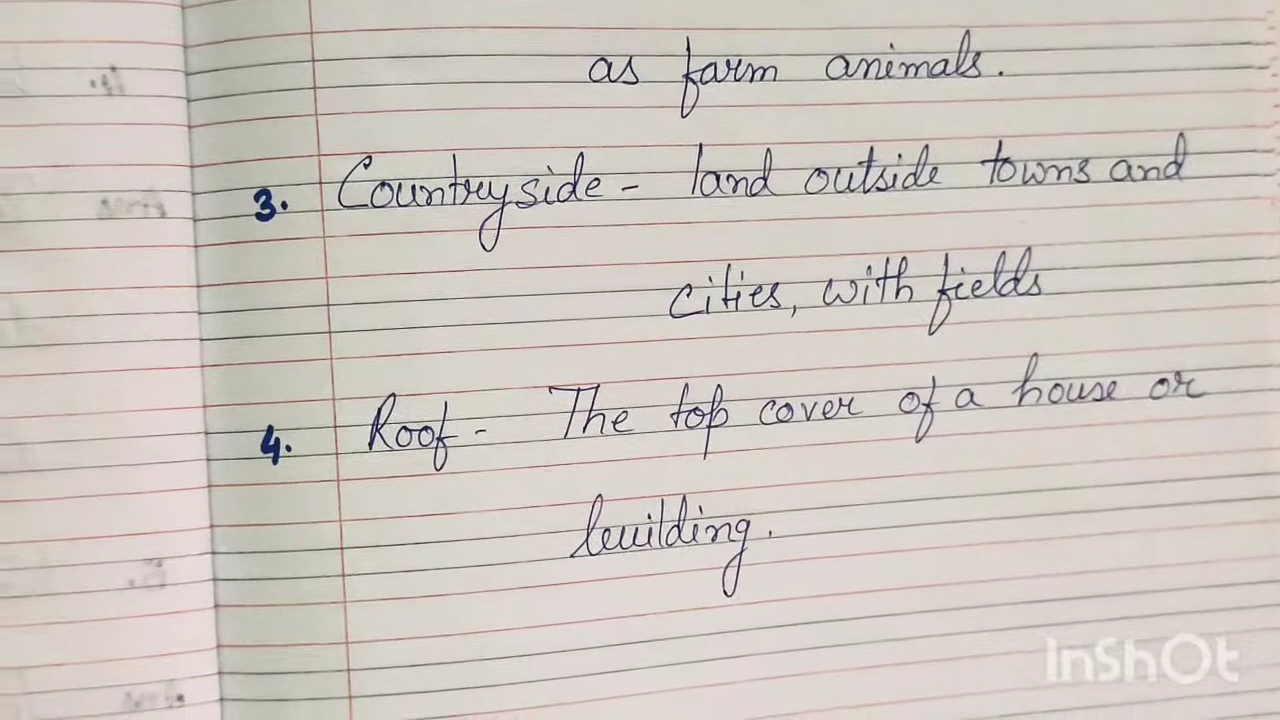 as farm animals.
3. Countryside - land outside towns and
cities, with fields
4. Roof - The top cover of a house or
building.
InShOt